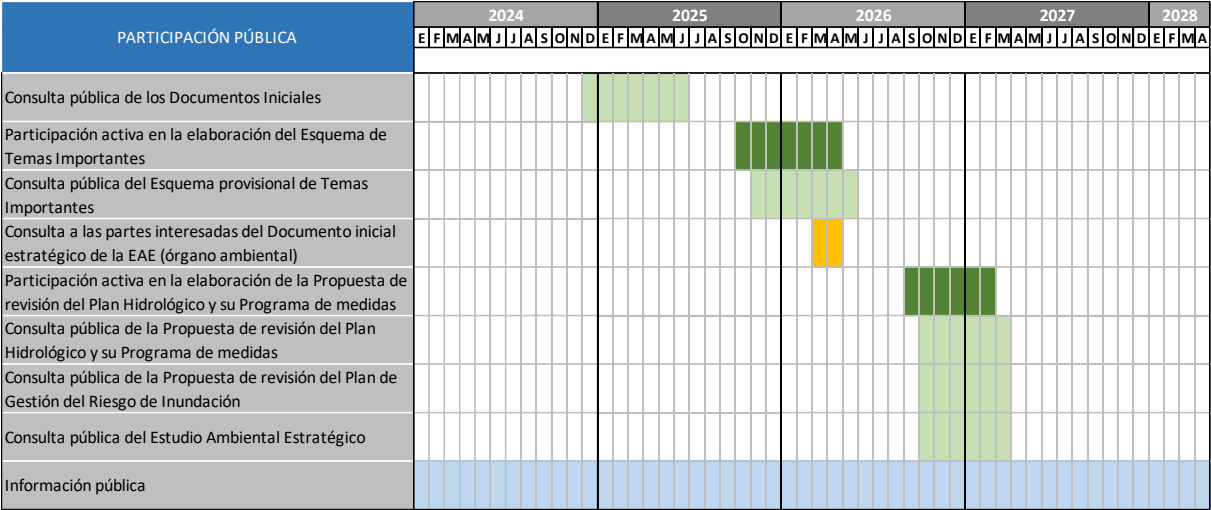 PARTICIPACIÓN PÚBLICA
2024 2025 2026 2027 2028
E F M A M J J A S O N D E F M A M J J A S O N D E F M A M J J A S O N D E F M A M J J A S O N D E F M A
Consulta pública de los Documentos Iniciales
Participación activa en la elaboración del Esquema de
Temas Importantes
Consulta pública del Esquema provisional de Temas
Importantes
Consulta a las partes interesadas del Documento inicial
estratégico de la EAE (órgano ambiental)
Participación activa en la elaboración de la Propuesta de
revisión del Plan Hidrológico y su Programa de medidas
Consulta pública de la Propuesta de revisión del Plan
Hidrológico y su Programa de medidas
Consulta pública de la Propuesta de revisión del Plan de
Gestión del Riesgo de Inundación
Consulta pública del Estudio Ambiental Estratégico
Información pública